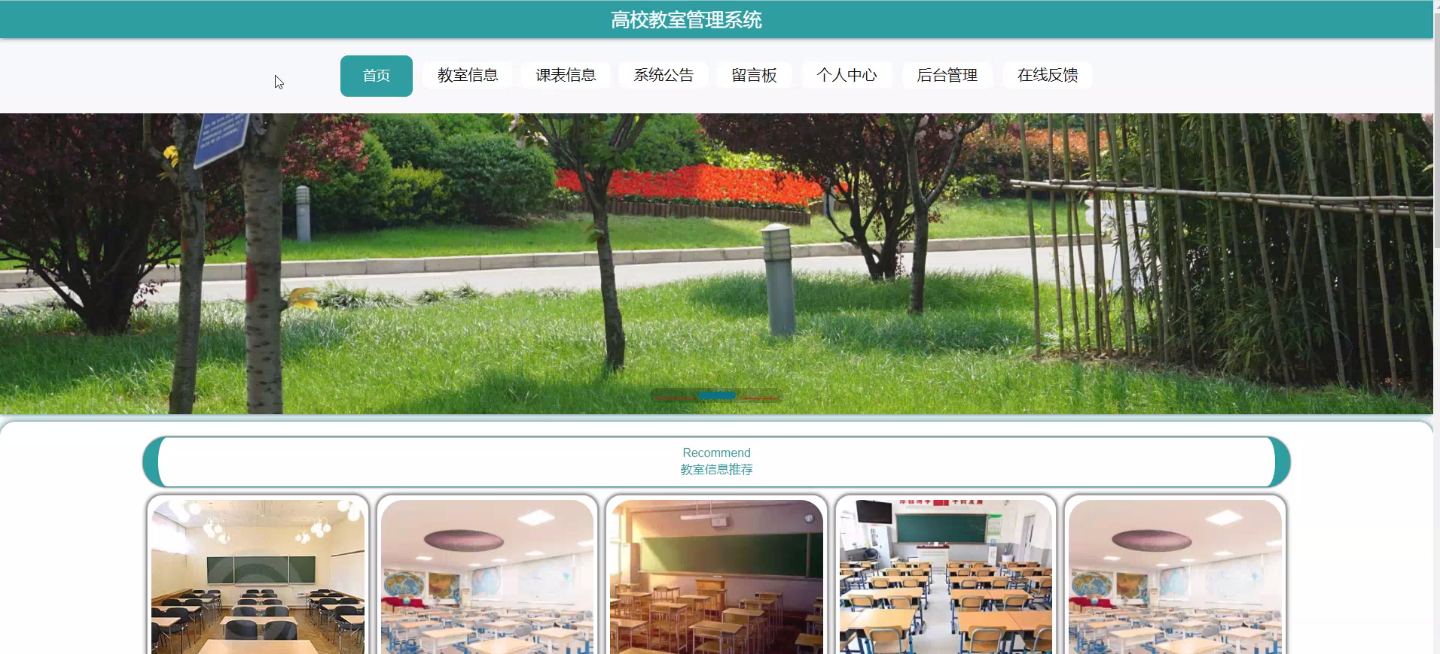 高校教室管理系统
首页
教室信息
课表信息
系统公告
留言板
个人中心
后台管理
在线反馈
Recommend
教室信息推荐